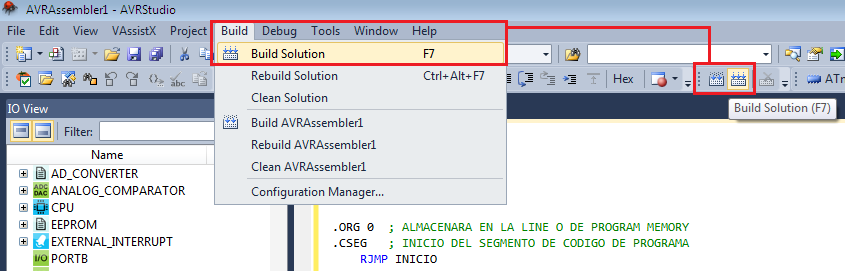 AVRAssembler1 - AVRStudio
File Edit View VAssistX Project Build Debug Tools Window Help
Build Solution F7
Rebuild Solution Ctrl+Alt+F7
Clean Solution
Build AVRAssembler1
Rebuild AVRAssembler1
Clean AVRAssembler1
Configuration Manager...
Hex
ATm
Build Solution (F7)
IO View
Filter:
Name
AD_CONVERTER
ANALOG_COMPARATOR
CPU
EEPROM
EXTERNAL_INTERRUPT
PORTB
.ORG 0 ; ALMACENARA EN LA LINE O DE PROGRAM MEMORY
.CSEG ; INICIO DEL SEGMENTO DE CODIGO DE PROGRAMA
RJMP INICIO